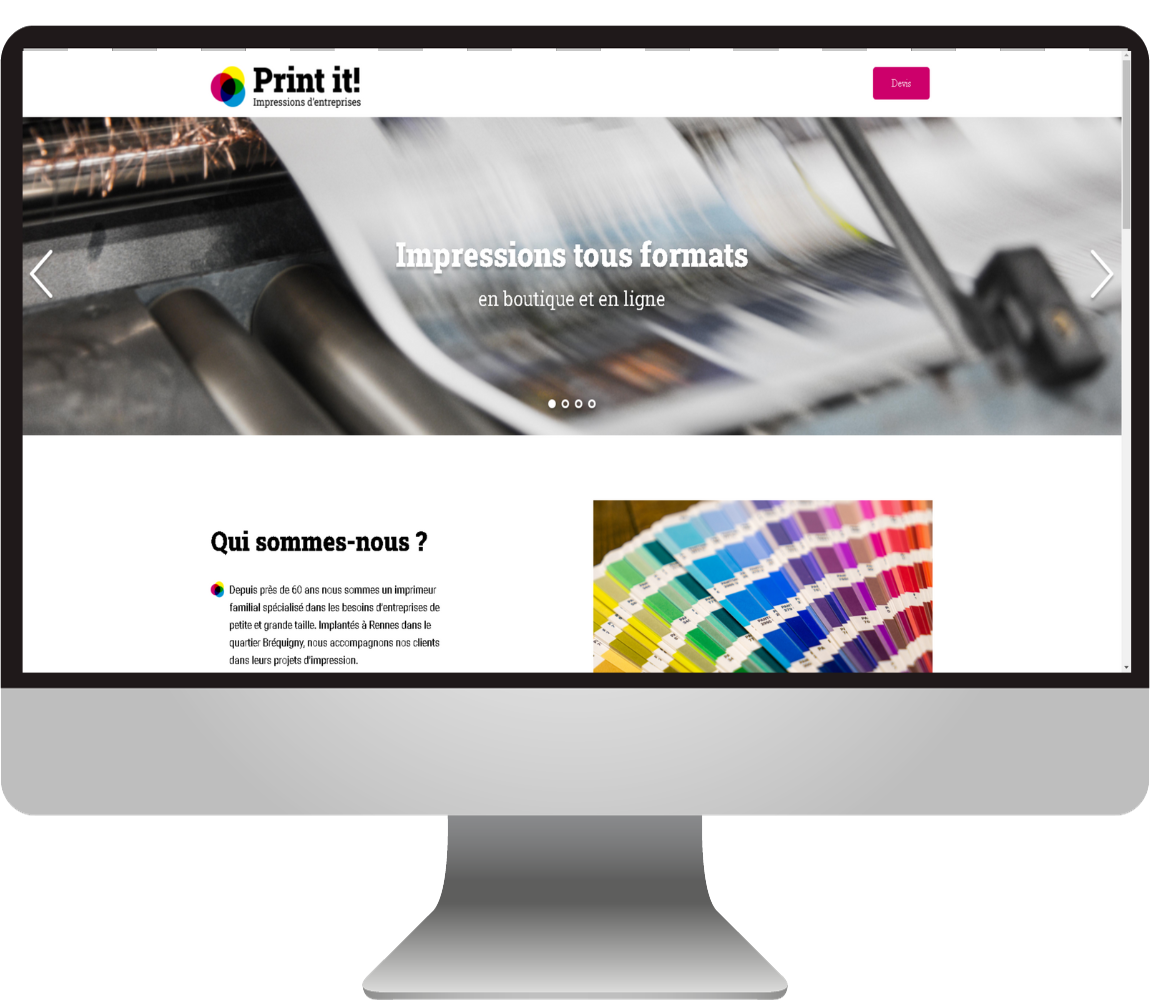 Print it!
Impressions d'entreprises
Devis
Impressions tous formats
en boutique et en ligne
Qui sommes-nous ?
Depuis près de 60 ans nous sommes un imprimeur
familial spécialisé dans les besoins d'entreprises de
petite et grande taille. Implantés à Rennes dans le
quartier Bréquigny, nous accompagnons nos clients
dans leurs projets d'impression.